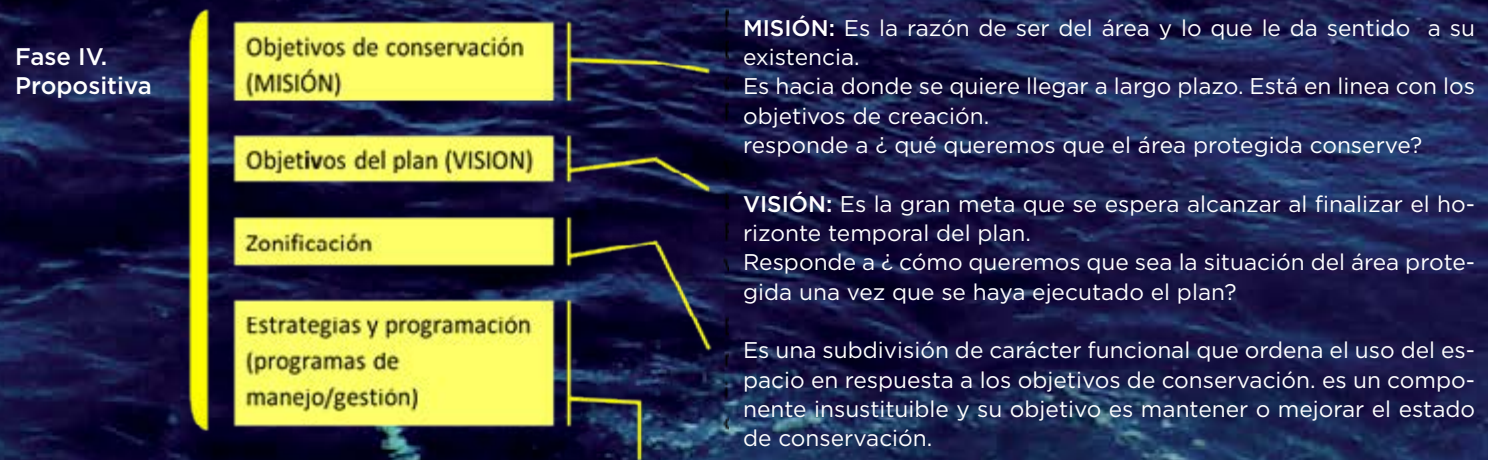 Fase IV.
Propositiva
Objetivos de conservación
(MISIÓN)
Objetivos del plan (VISION)
Zonificación
Estrategias y programación
(programas de
manejo/gestión)
MISIÓN: Es la razón de ser del área y lo que le da sentido a su
existencia.
Es hacia donde se quiere llegar a largo plazo. Está en linea con los
objetivos de creación.
responde a ¿ qué queremos que el área protegida conserve?
VISIÓN: Es la gran meta que se espera alcanzar al finalizar el ho-
rizonte temporal del plan.
Responde a ¿ cómo queremos que sea la situación del área prote-
gida una vez que se haya ejecutado el plan?
Es una subdivisión de carácter funcional que ordena el uso del es-
pacio en respuesta a los objetivos de conservación. es un compo-
nente insustituible y su objetivo es mantener o mejorar el estado
de conservación.